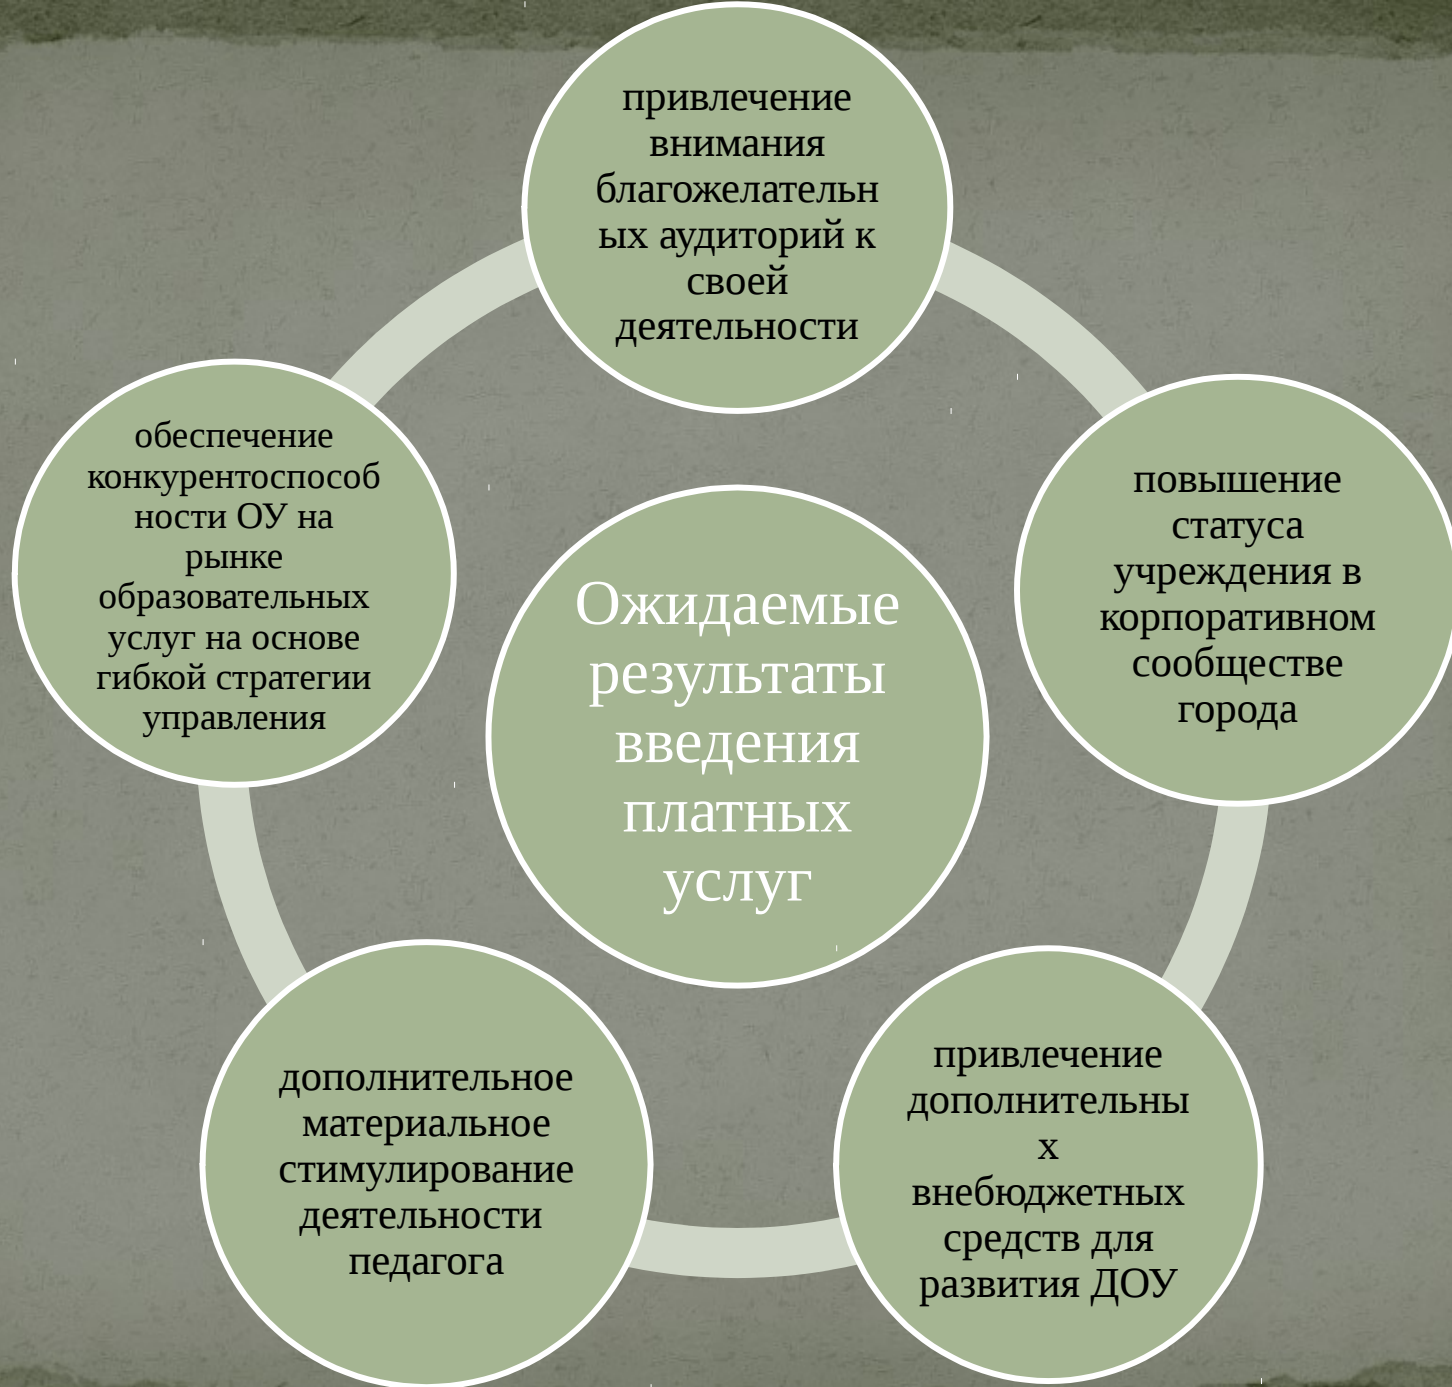 привлечение
внимания
благожелательн
ых аудиторий к
своей
деятельности
обеспечение
конкурентоспособ
ности ОУ на
рынке
образовательных
услуг на основе
гибкой стратегии
управления
повышение
статуса
учреждения в
корпоративном
сообществе
города
Ожидаемые
результаты
введения
платных
услуг
дополнительное
материальное
стимулирование
деятельности
педагога
привлечение
дополнительны
х
внебюджетных
средств для
развития ДОУ